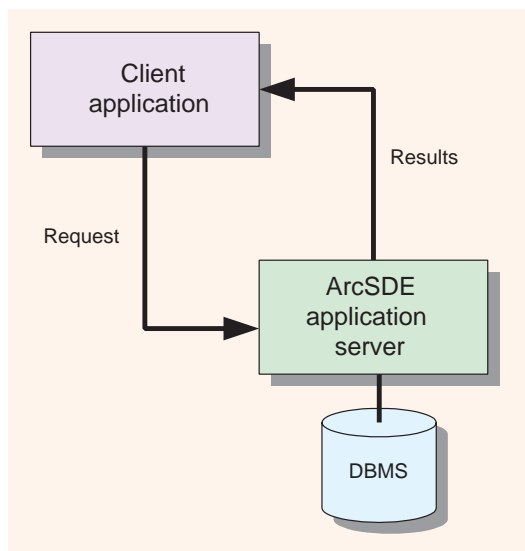 Client
application
Results
Request
ArcSDE
application
server
DBMS